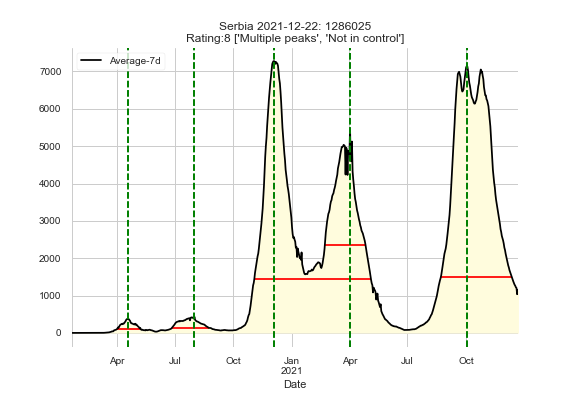 Serbia 2021-12-22: 1286025
Rating:8 ['Multiple peaks', 'Not in control']
Average-7d
7000
6000
5000
4000
3000
2000
1000
0
Apr Jul Oct Jan Apr Jul Oct
2021
Date